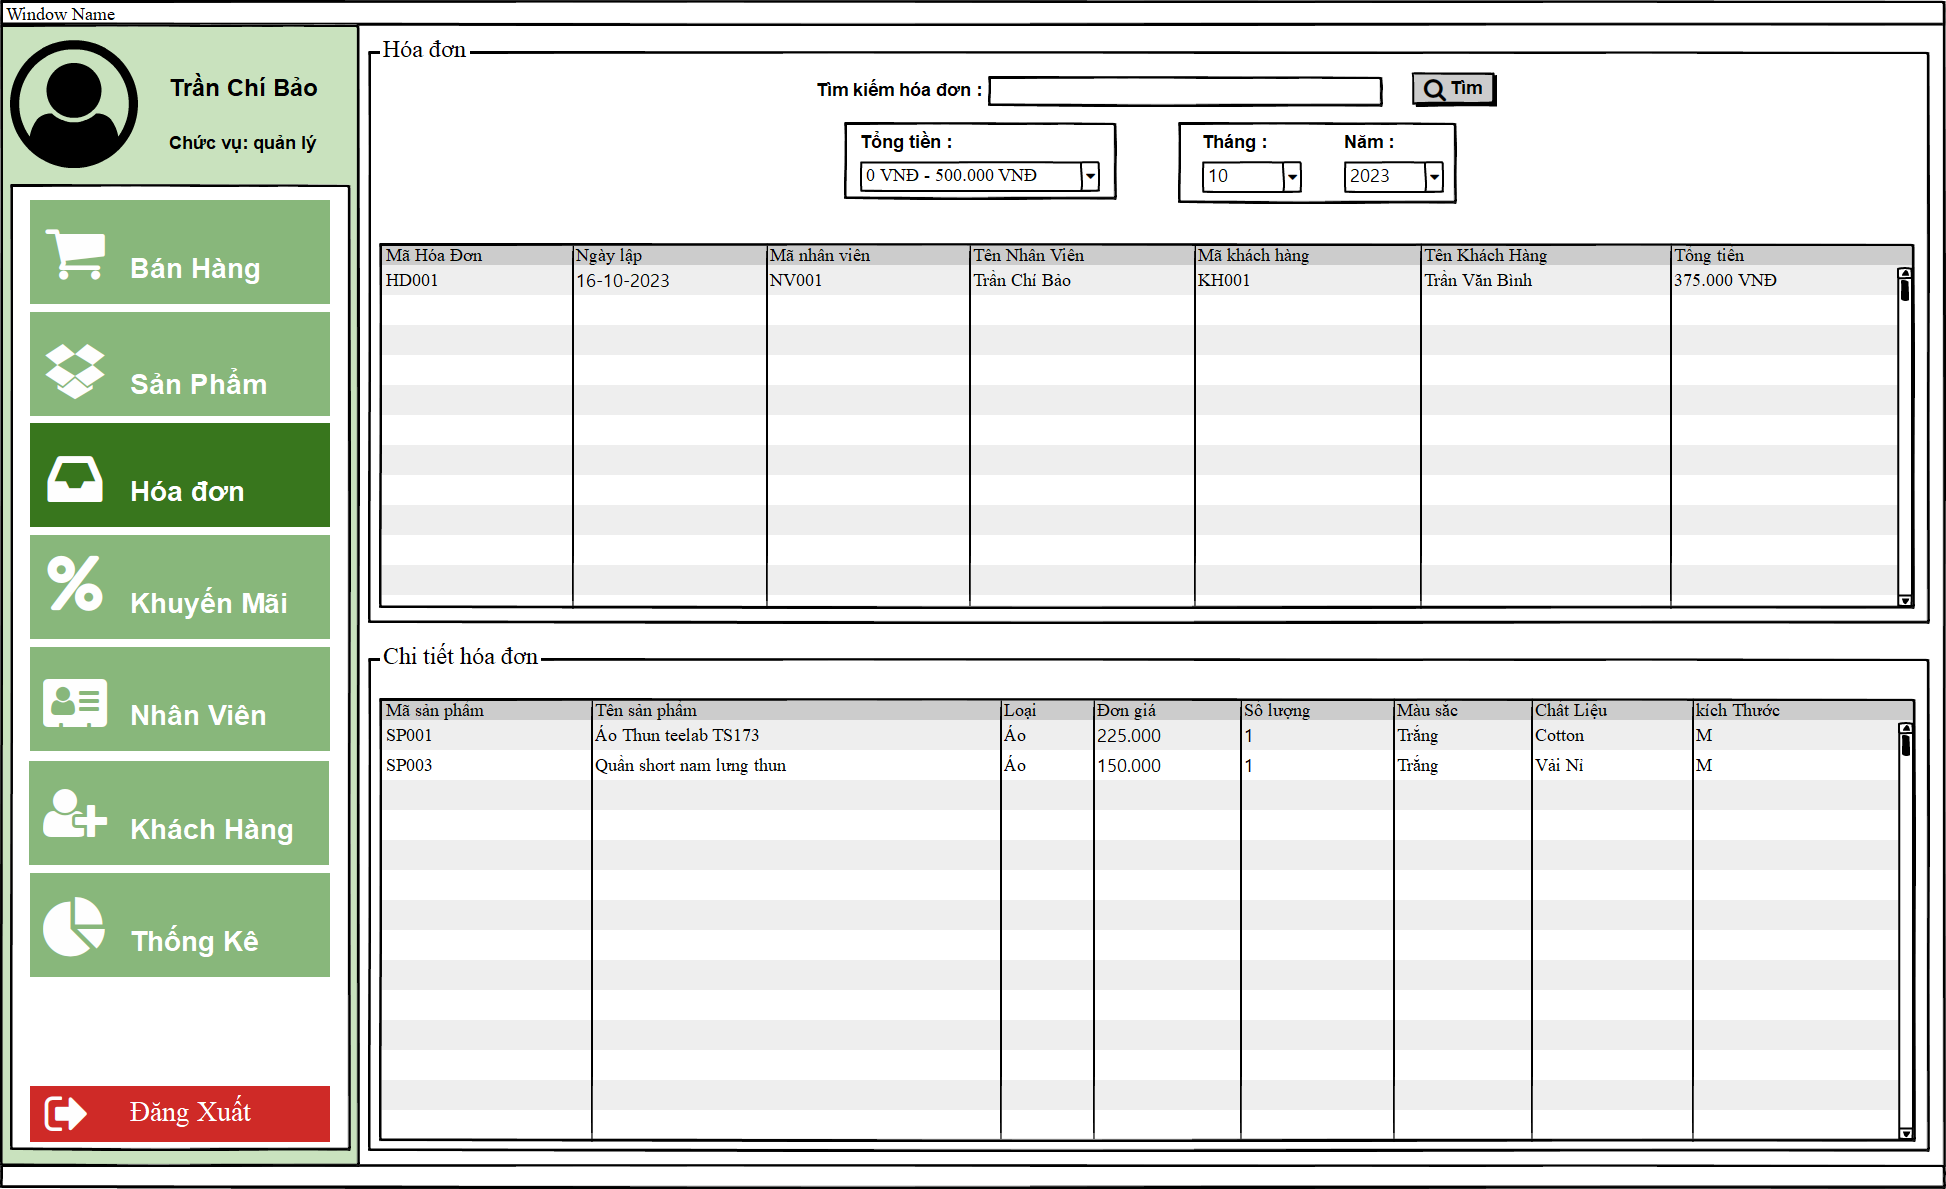 Window Name
Trần Chí Bảo
Chức vụ: quản lý
Bán Hàng
Sản Phẩm
Hóa đơn
Khuyến Mãi
Nhân Viên
Khách Hàng
Thống Kê
Đăng Xuất
Hóa đơn
Tìm kiếm hóa đơn : Tìm
Tổng tiền : Tháng : Năm :
0 VNĐ - 500.000 VNĐ 10 2023
Mã Hóa Đơn Ngày lập Mã nhân viên Tên Nhân Viên Mã khách hàng Tên Khách Hàng Tổng tiền
HD001 16-10-2023 NV001 Trần Chí Bảo KH001 Trần Văn Bình 375.000 VNĐ
Chi tiết hóa đơn
Mã sản phẩm Tên sản phẩm Loại Đơn giá Số lượng Màu sắc Chất Liệu kích Thước
SP001 Áo Thun teelab TS173 Áo 225.000 1 Trắng Cotton M
SP003 Quần short nam lưng thun Áo 150.000 1 Trắng Vải Nỉ M